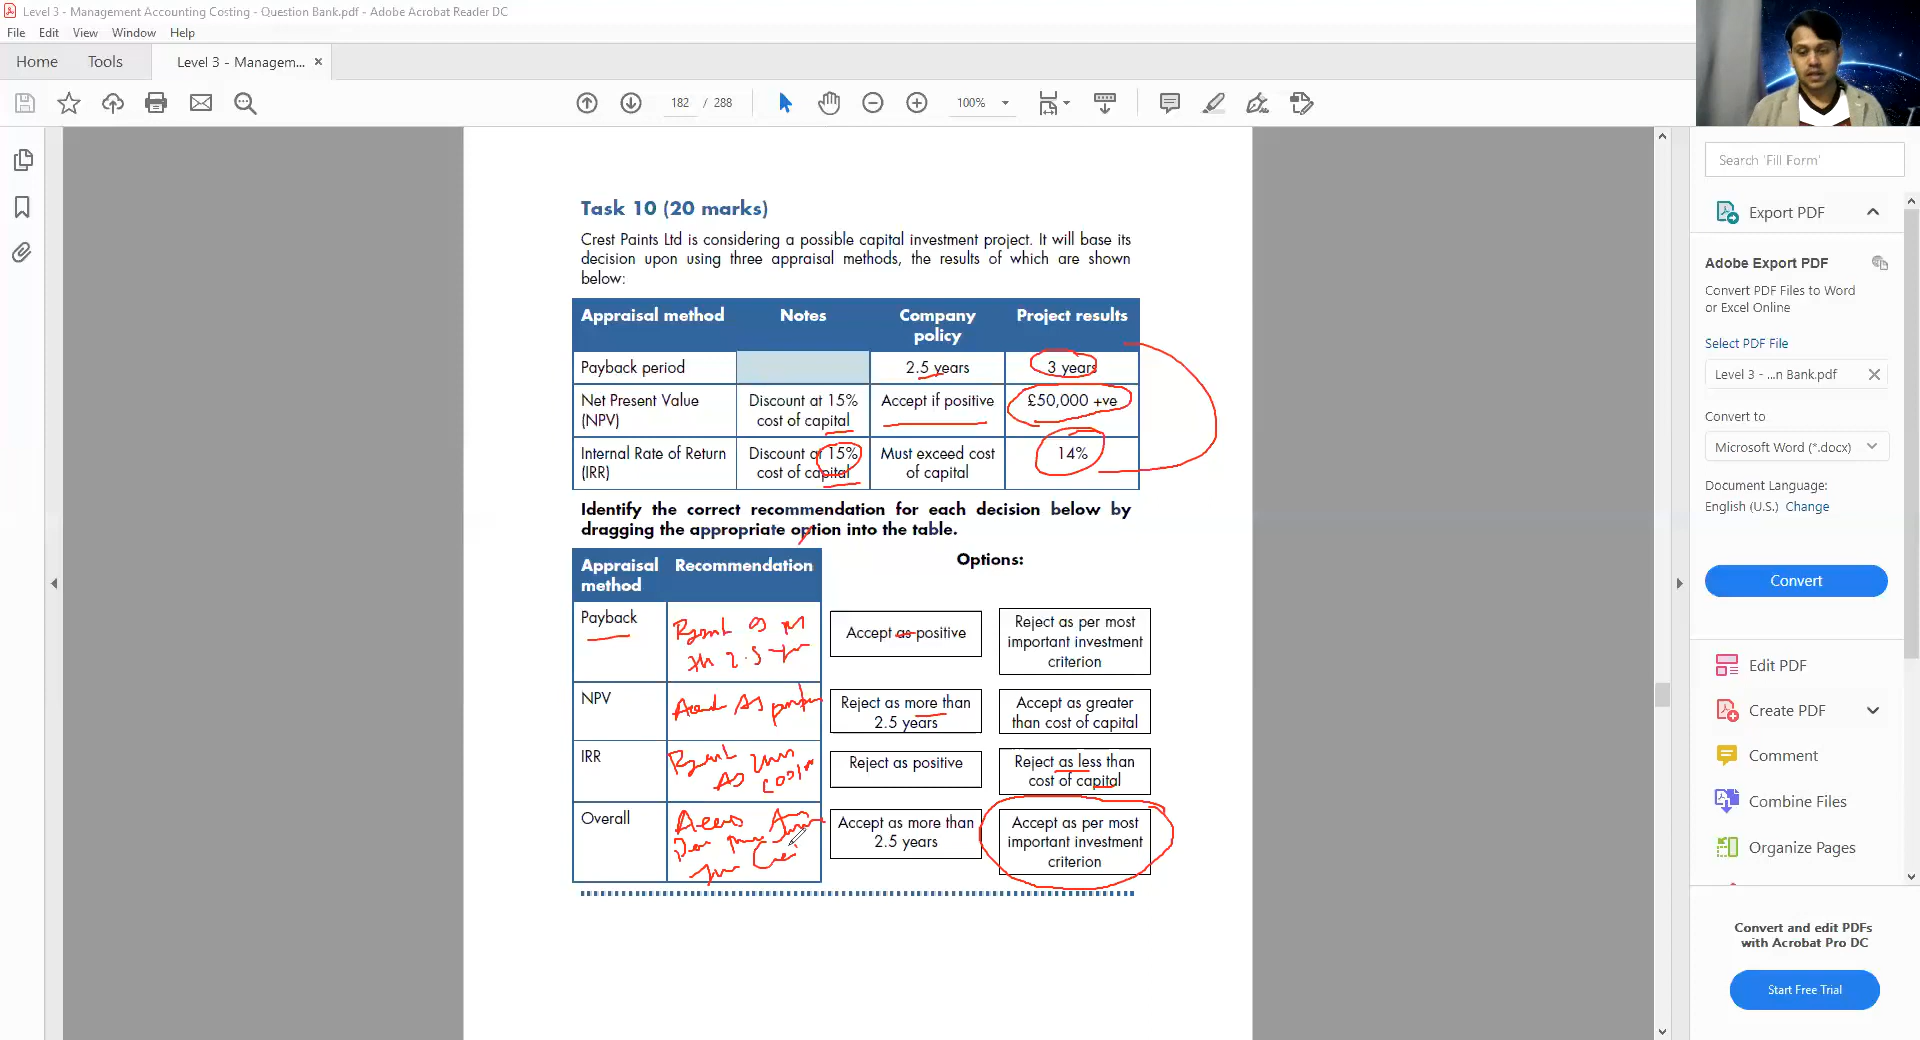 Level 3 - Management Accounting Costing - Question Bank.pdf - Adobe Acrobat Reader DC
File Edit View Window Help
Home Tools Level 3 - Managem... ×
182 / 288 100%
Task 10 (20 marks)
Crest Paints Ltd is considering a possible capital investment project. It will base its
decision upon using three appraisal methods, the results of which are shown
below:
Appraisal method Notes Company policy Project results
Payback period 2.5 years 3 years
Net Present Value (NPV) Discount at 15% cost of capital Accept if positive £50,000 +ve
Internal Rate of Return (IRR) Discount at 15% cost of capital Must exceed cost of capital 14%
Identify the correct recommendation for each decision below by
dragging the appropriate option into the table.
Appraisal method Recommendation
Options:
Payback
2.5
NPV
As
IRR
As
Overall
Accept as positive
Reject as per most
important investment
criterion
Reject as more than
2.5 years
Accept as greater
than cost of capital
Reject as positive
Reject as less than
cost of capital
Accept as more than
2.5 years
Accept as per most
important investment
criterion
Search 'Fill Form'
Export PDF
Adobe Export PDF
Convert PDF Files to Word
or Excel Online
Select PDF File
Level 3 - ...n Bank.pdf
Convert to
Microsoft Word (*.docx)
Document Language:
English (U.S.) Change
Convert
Edit PDF
Create PDF
Comment
Combine Files
Organize Pages
Convert and edit PDFs
with Acrobat Pro DC
Start Free Trial